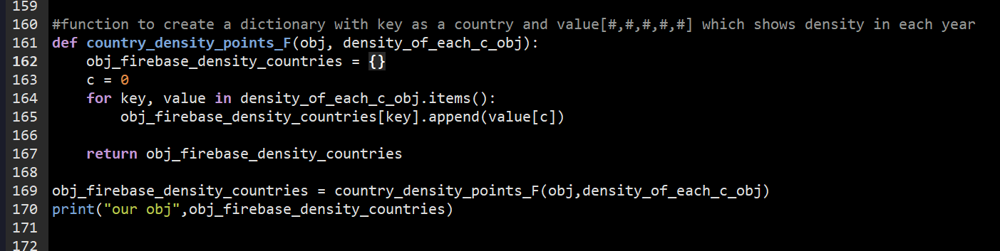 159
160 #function to create a dictionary with key as a country and value[#,#,#,#,#] which shows density in each year
161 def country_density_points_F(obj, density_of_each_c_obj):
162     obj_firebase_density_countries = {}
163     c = 0
164     for key, value in density_of_each_c_obj.items():
165         obj_firebase_density_countries[key].append(value[c])
166
167     return obj_firebase_density_countries
168
169 obj_firebase_density_countries = country_density_points_F(obj,density_of_each_c_obj)
170 print("our obj",obj_firebase_density_countries)
171
172